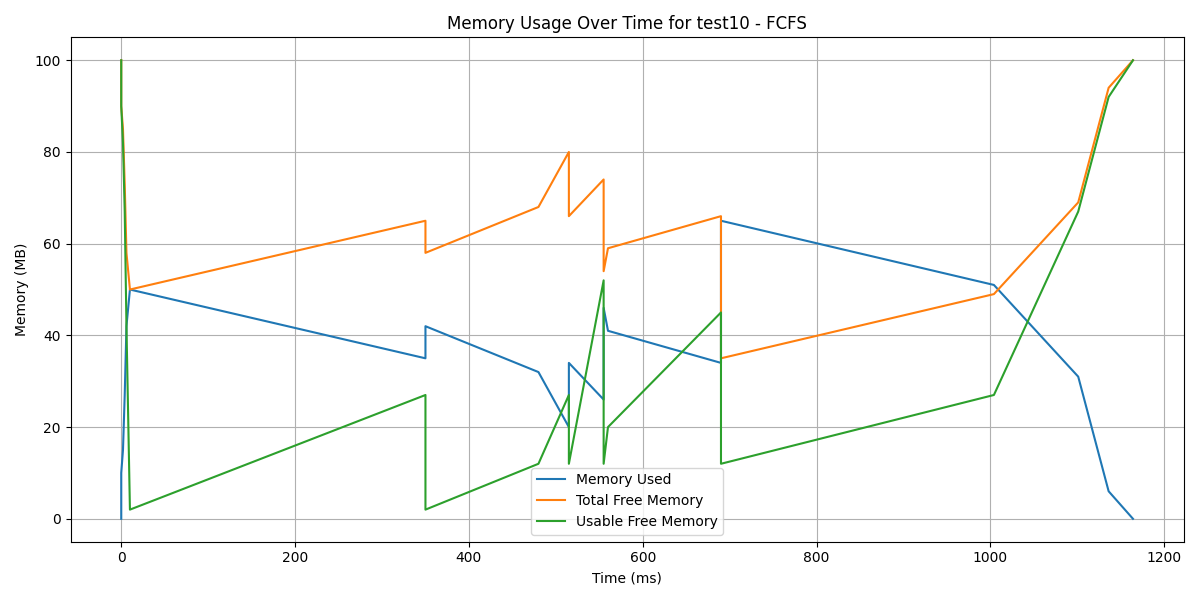 Memory Usage Over Time for test10 - FCFS
Memory (MB)
100
80
60
40
20
0
Memory Used
Total Free Memory
Usable Free Memory
0
200
400
600
800
1000
1200
Time (ms)